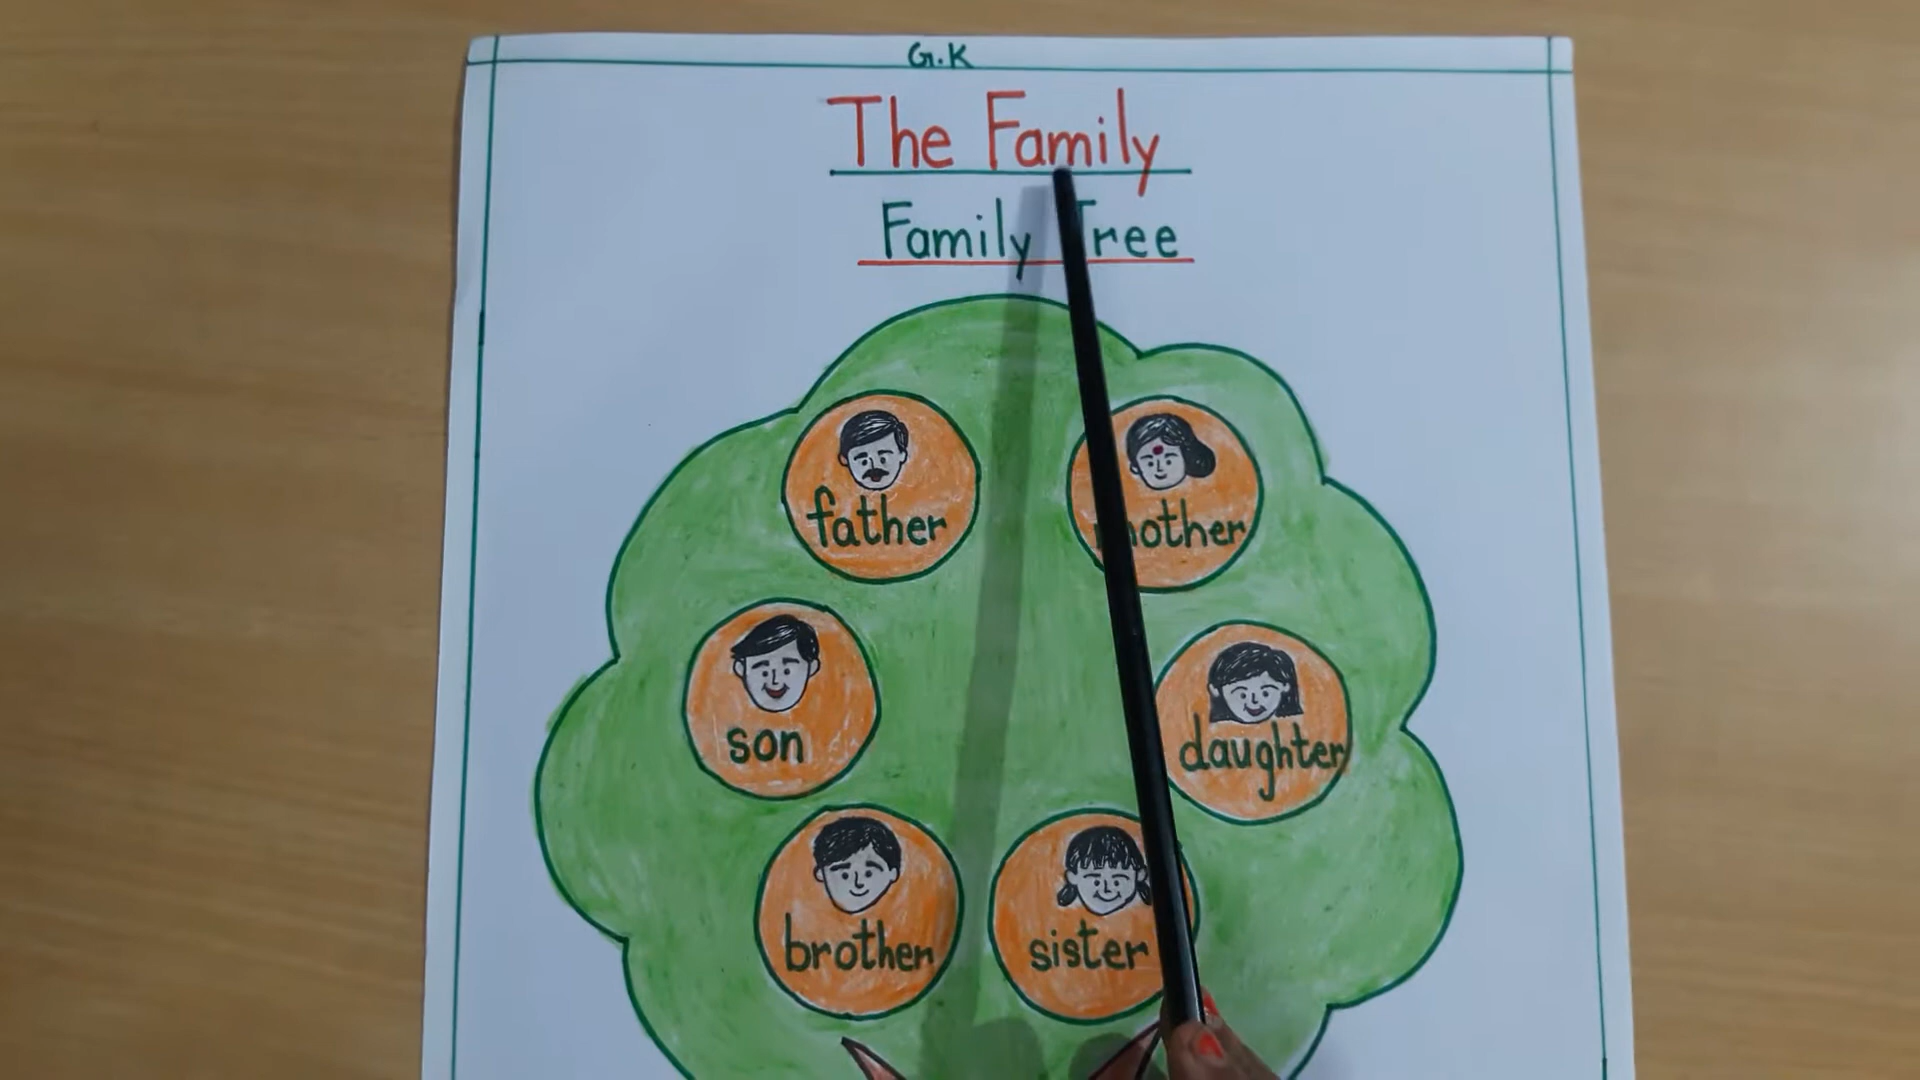 G.K
The Family
Family Tree
father
mother
son
daughter
brother
sister